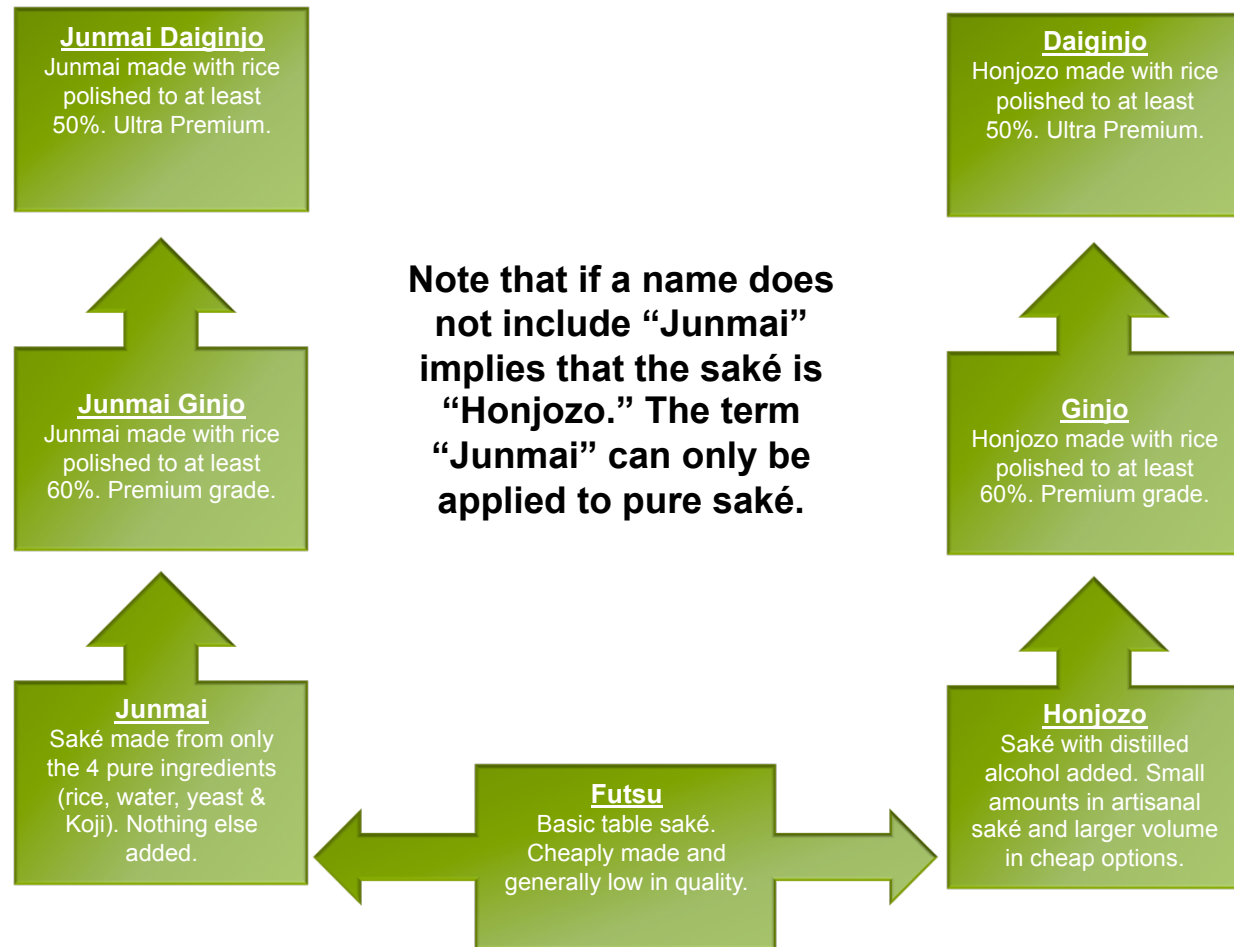 Junmai Daiginjo
Junmai made with rice
polished to at least
50%. Ultra Premium.
Daiginjo
Honjozo made with rice
polished to at least
50%. Ultra Premium.
Note that if a name does
not include “Junmai”
implies that the saké is
“Honjozo.” The term
“Junmai” can only be
applied to pure saké.
Junmai Ginjo
Junmai made with rice
polished to at least
60%. Premium grade.
Ginjo
Honjozo made with rice
polished to at least
60%. Premium grade.
Junmai
Saké made from only
the 4 pure ingredients
(rice, water, yeast &
Koji). Nothing else
added.
Futsu
Basic table saké.
Cheaply made and
generally low in quality.
Honjozo
Saké with distilled
alcohol added. Small
amounts in artisanal
saké and larger volume
in cheap options.